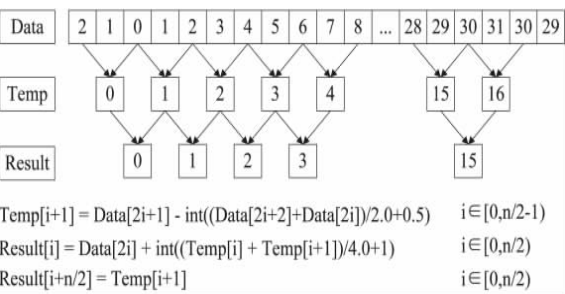 Data 2 1 0 1 2 3 4 5 6 7 8 ... 28 29 30 31 30 29
Temp 0 1 2 3 4 15 16
Result 0 1 2 3 15
Temp[i+1] = Data[2i+1] - int((Data[2i+2]+Data[2i])/2.0+0.5) i∈[0,n/2-1)
Result[i] = Data[2i] + int((Temp[i] + Temp[i+1])/4.0+1) i∈[0,n/2)
Result[i+n/2] = Temp[i+1] i∈[0,n/2)